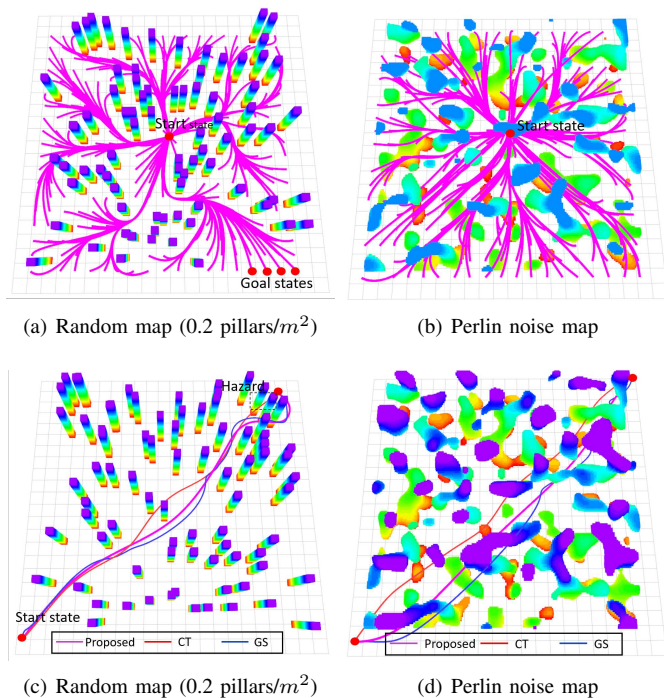 Start state
Start state
Goal states
(a) Random map (0.2 pillars/m²)
(b) Perlin noise map
Hazard
Start state
Proposed CT GS
Proposed CT GS
(c) Random map (0.2 pillars/m²)
(d) Perlin noise map